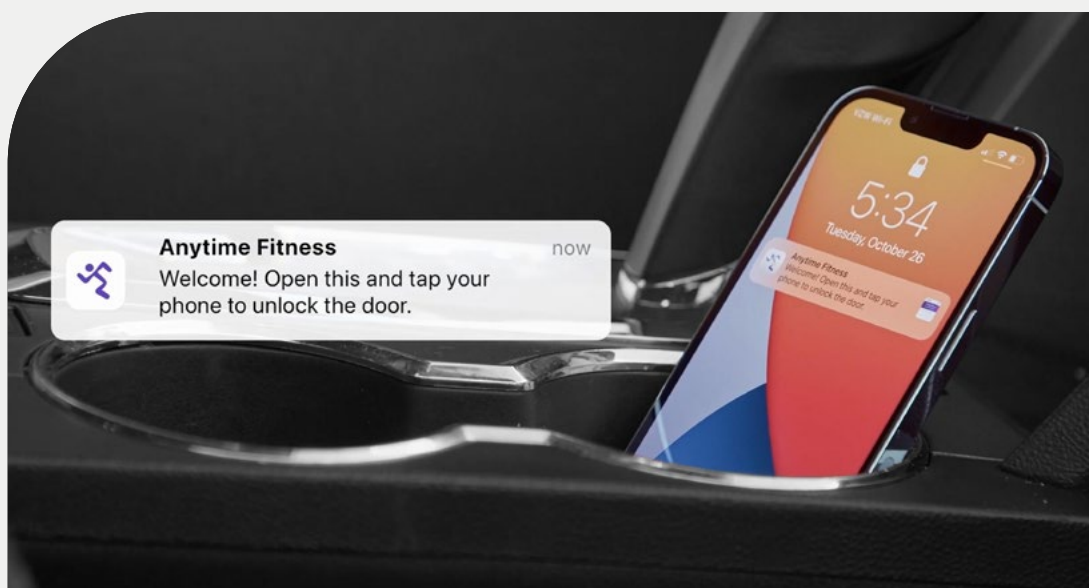 Anytime Fitness
now
Welcome! Open this and tap your
phone to unlock the door.
5:34
Tuesday, October 26
Anytime Fitness
Welcome! Open this and tap your
phone to unlock the door.